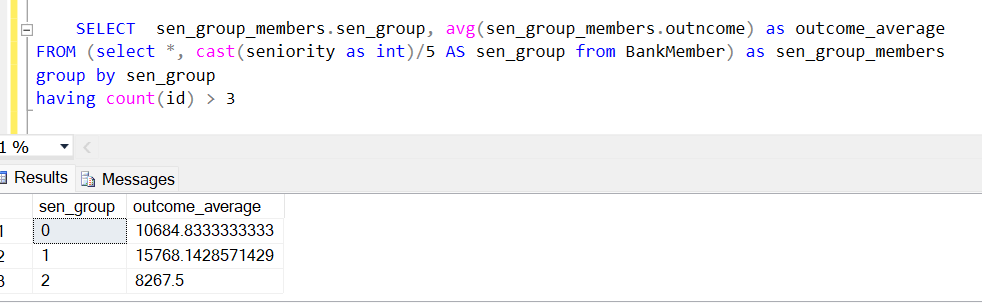 SELECT sen_group_members.sen_group, avg(sen_group_members.outncome) as outcome_average
FROM (select *, cast(seniority as int)/5 AS sen_group from BankMember) as sen_group_members
group by sen_group
having count(id) > 3
1 %
Results Messages
sen_group outcome_average
1 0 10684.8333333333
2 1 15768.1428571429
3 2 8267.5